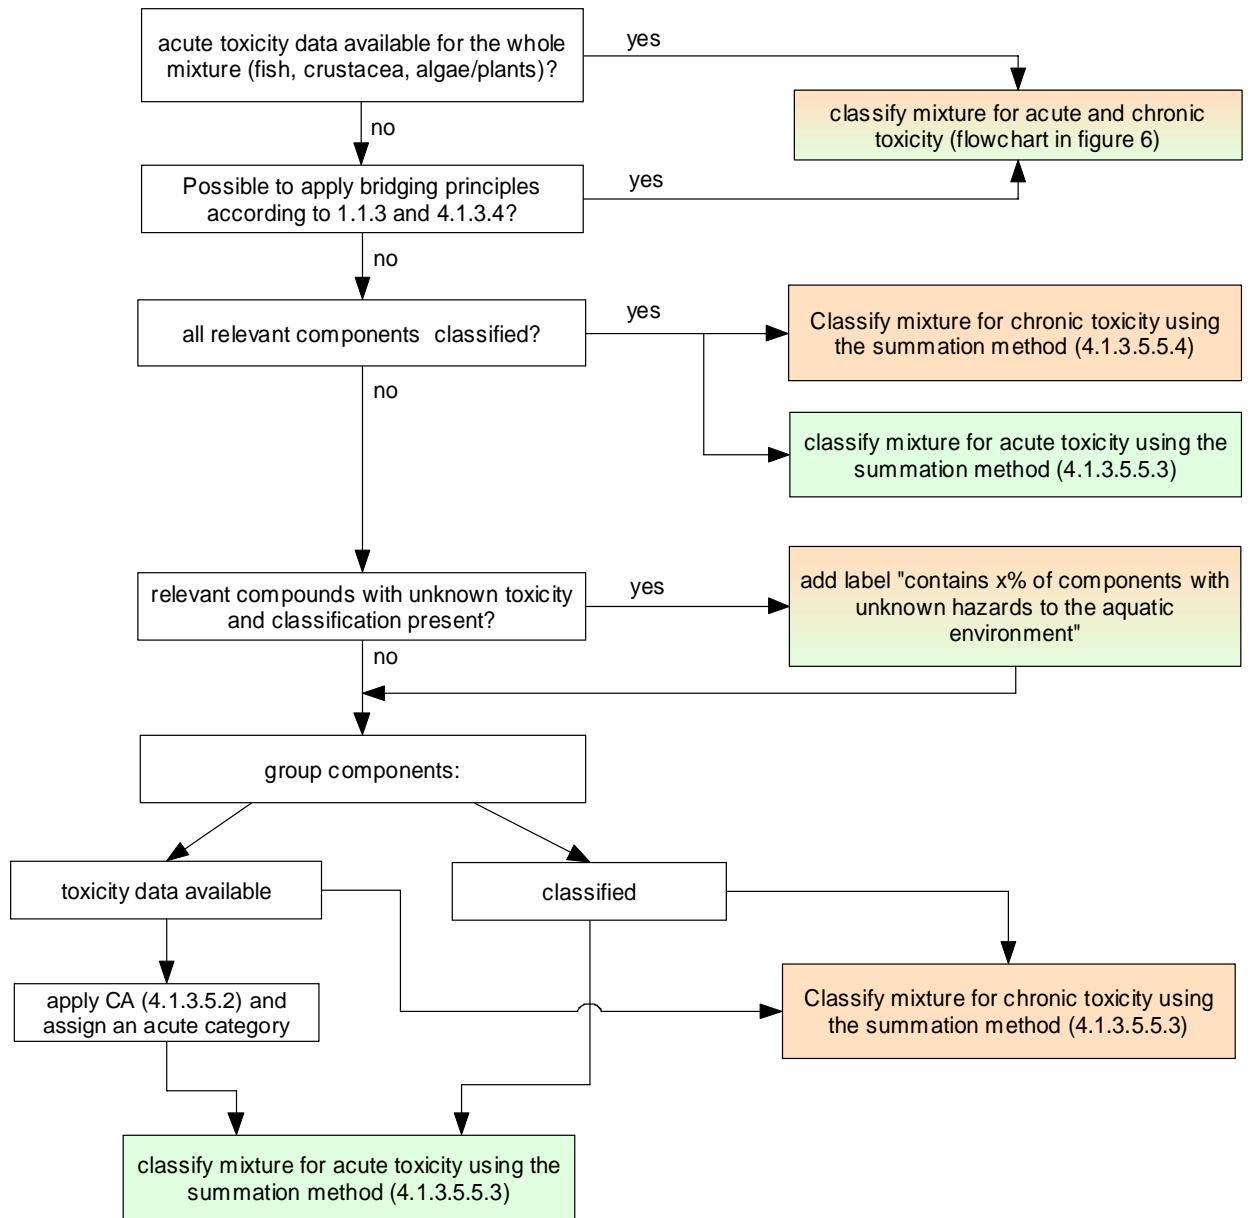 acute toxicity data available for the whole
mixture (fish, crustacea, algae/plants)?
yes
classify mixture for acute and chronic
toxicity (flowchart in figure 6)
no
Possible to apply bridging principles
according to 1.1.3 and 4.1.3.4?
yes
no
all relevant components classified?
yes
Classify mixture for chronic toxicity using
the summation method (4.1.3.5.5.4)
no
classify mixture for acute toxicity using the
summation method (4.1.3.5.5.3)
relevant compounds with unknown toxicity
and classification present?
yes
add label "contains x% of components with
unknown hazards to the aquatic
environment"
no
group components:
toxicity data available
classified
apply CA (4.1.3.5.2) and
assign an acute category
Classify mixture for chronic toxicity using
the summation method (4.1.3.5.5.3)
classify mixture for acute toxicity using the
summation method (4.1.3.5.5.3)